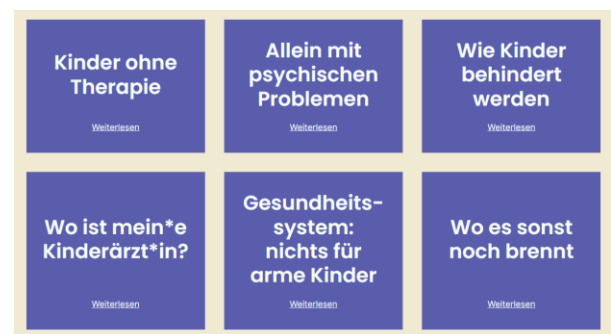 Kinder ohne
Therapie
Weiterlesen
Allein mit
psychischen
Problemen
Weiterlesen
Wie Kinder
behindert
werden
Weiterlesen
Wo ist mein*e
Kinderärzt*in?
Weiterlesen
Gesundheits-
system:
nichts für
arme Kinder
Weiterlesen
Wo es sonst
noch brennt
Weiterlesen